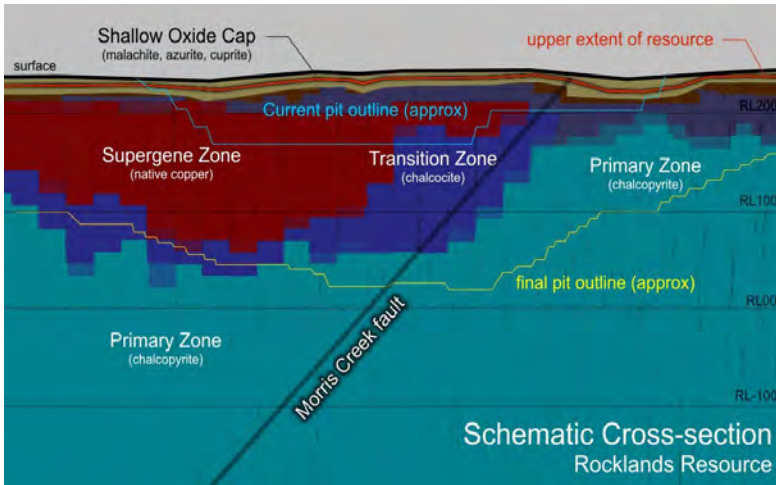 Shallow Oxide Cap
(malachite, azurite, cuprite)
upper extent of resource
surface
Current pit outline (approx)
RL200
Supergene Zone
(native copper)
Transition Zone
(chalcocite)
Primary Zone
(chalcopyrite)
RL100
final pit outline (approx)
RL00
Primary Zone
(chalcopyrite)
Morris Creek fault
RL-100
Schematic Cross-section
Rocklands Resource